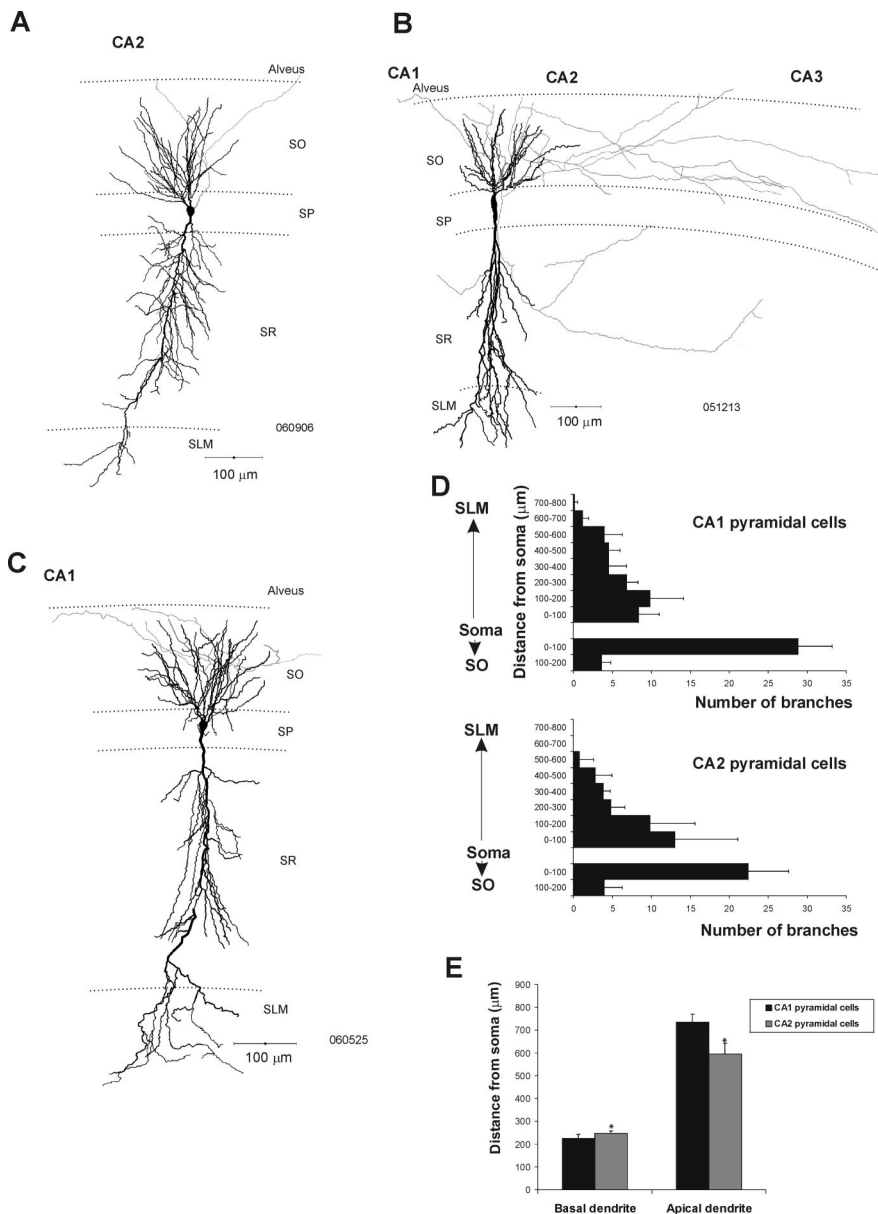 A
CA2
Alveus
SO
SP
SR
060906
SLM
100 μm
B
CA1
CA2
CA3
Alveus
SO
SP
SR
SLM
100 μm
051213
C
CA1
Alveus
SO
SP
SR
SLM
060525
100 μm
D
SLM
Soma
SO
Distance from soma (μm)
700-800
600-700
500-600
400-500
300-400
200-300
100-200
0-100
0-100
100-200
CA1 pyramidal cells
0 5 10 15 20 25 30 35
Number of branches
SLM
Soma
SO
Distance from soma (μm)
700-800
600-700
500-600
400-500
300-400
200-300
100-200
0-100
0-100
100-200
CA2 pyramidal cells
0 5 10 15 20 25 30 35
Number of branches
E
Distance from soma (μm)
900
800
700
600
500
400
300
200
100
0
* *
CA1 pyramidal cells
CA2 pyramidal cells
Basal dendrite Apical dendrite